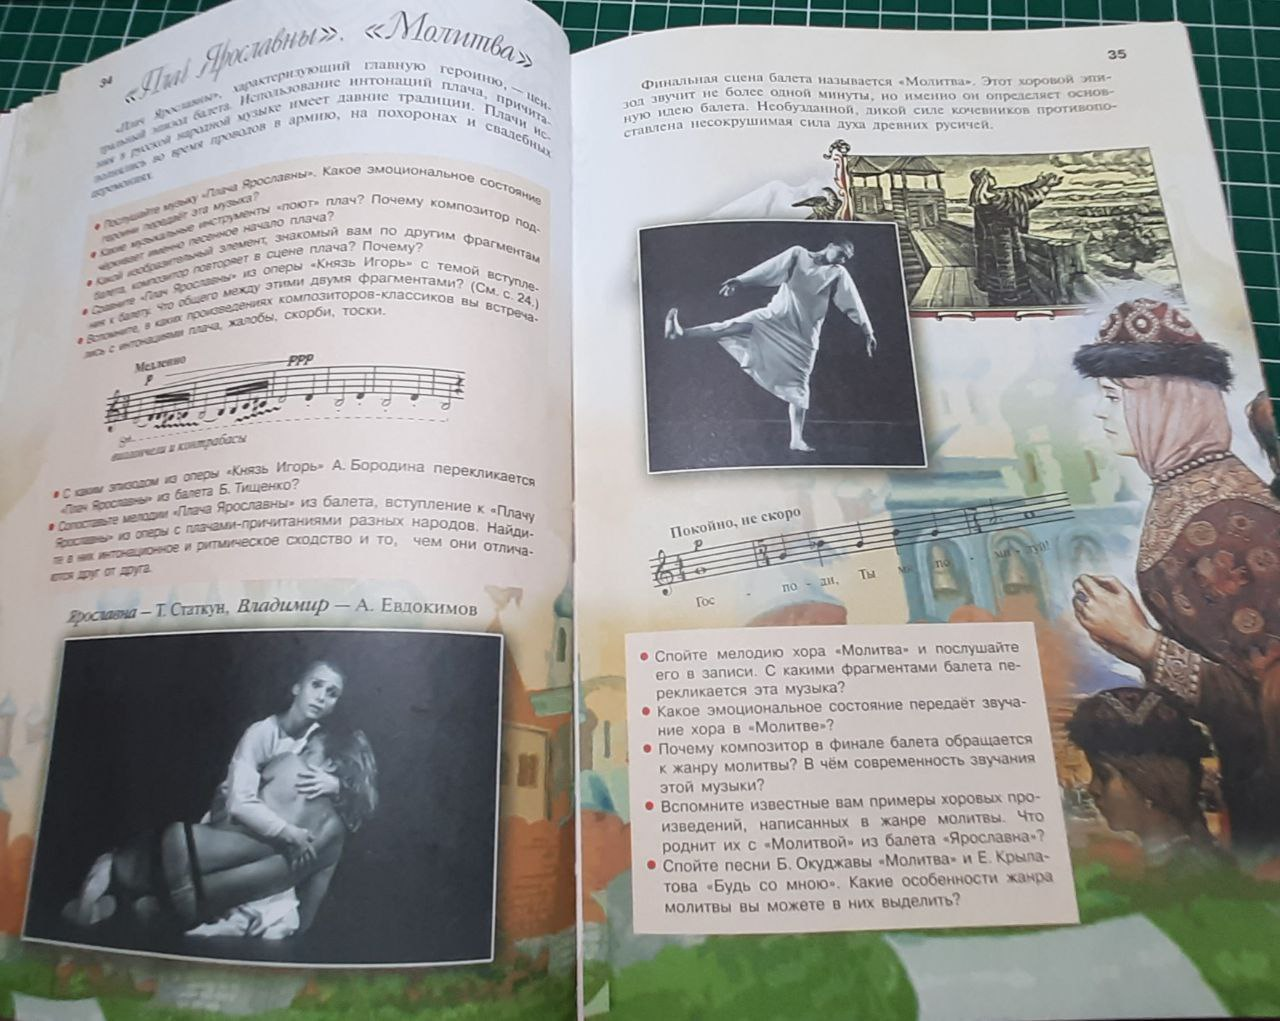 34
«Плач Ярославны». «Молитва»
«Плач Ярославны», характеризующий главную героиню, — цен-
тральный эпизод балета. Использование интонаций плача, причита-
ния в русской народной музыке имеет давние традиции. Плачи ис-
полнялись во время проводов в армию, на похоронах и свадебных
церемониях.
• Послушайте музыку «Плача Ярославны». Какое эмоциональное состояние
героини передаёт эта музыка?
• Какие музыкальные инструменты «поют» плач? Почему композитор под-
чёркивает именно песенное начало плача?
• Какой изобразительный элемент, знакомый вам по другим фрагментам
балета, композитор повторяет в сцене плача? Почему?
• Сравните «Плач Ярославны» из оперы «Князь Игорь» с темой вступле-
ния к балету. Что общего между этими двумя фрагментами? (См. с. 24.)
• Вспомните, в каких произведениях композиторов-классиков вы встреча-
лись с интонациями плача, жалобы, скорби, тоски.
Медленно
p
ppp
виолончели и контрабасы
• С каким эпизодом из оперы «Князь Игорь» А. Бородина перекликается
«Плач Ярославны» из балета Б. Тищенко?
• Сопоставьте мелодии «Плача Ярославны» из балета, вступление к «Плачу
Ярославны» из оперы с плачами-причитаниями разных народов. Найди-
те в них интонационное и ритмическое сходство и то, чем они отлича-
ются друг от друга.
Ярославна — Т. Статкун, Владимир — А. Евдокимов
35
Финальная сцена балета называется «Молитва». Этот хоровой эпи-
зод звучит не более одной минуты, но именно он определяет основ-
ную идею балета. Необузданной, дикой силе кочевников противопо-
ставлена несокрушимая сила духа древних русичей.
Покойно, не скоро
p
Гос - по - ди, Ты по - ми - луй!
• Спойте мелодию хора «Молитва» и послушайте
его в записи. С какими фрагментами балета пе-
рекликается эта музыка?
• Какое эмоциональное состояние передаёт звуча-
ние хора в «Молитве»?
• Почему композитор в финале балета обращается
к жанру молитвы? В чём современность звучания
этой музыки?
• Вспомните известные вам примеры хоровых про-
изведений, написанных в жанре молитвы. Что
роднит их с «Молитвой» из балета «Ярославна»?
• Спойте песни Б. Окуджавы «Молитва» и Е. Крыла-
това «Будь со мною». Какие особенности жанра
молитвы вы можете в них выделить?